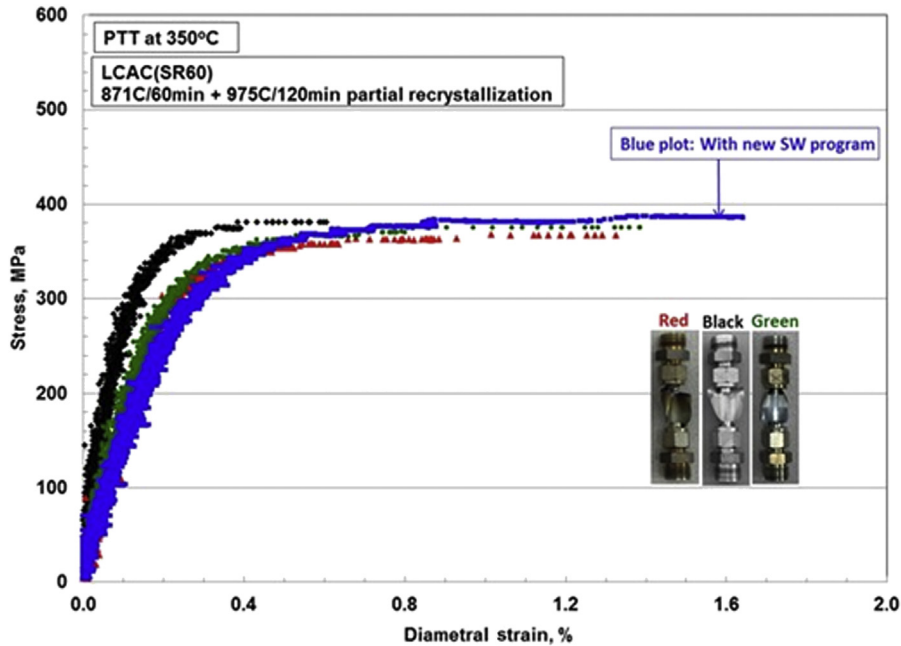 600
500
400
300
200
100
0
Stress, MPa
PTT at 350ᵒC
LCAC(SR60)
871C/60min + 975C/120min partial recrystallization
Blue plot: With new SW program
Red Black Green
0.0 0.4 0.8 1.2 1.6 2.0
Diametral strain, %